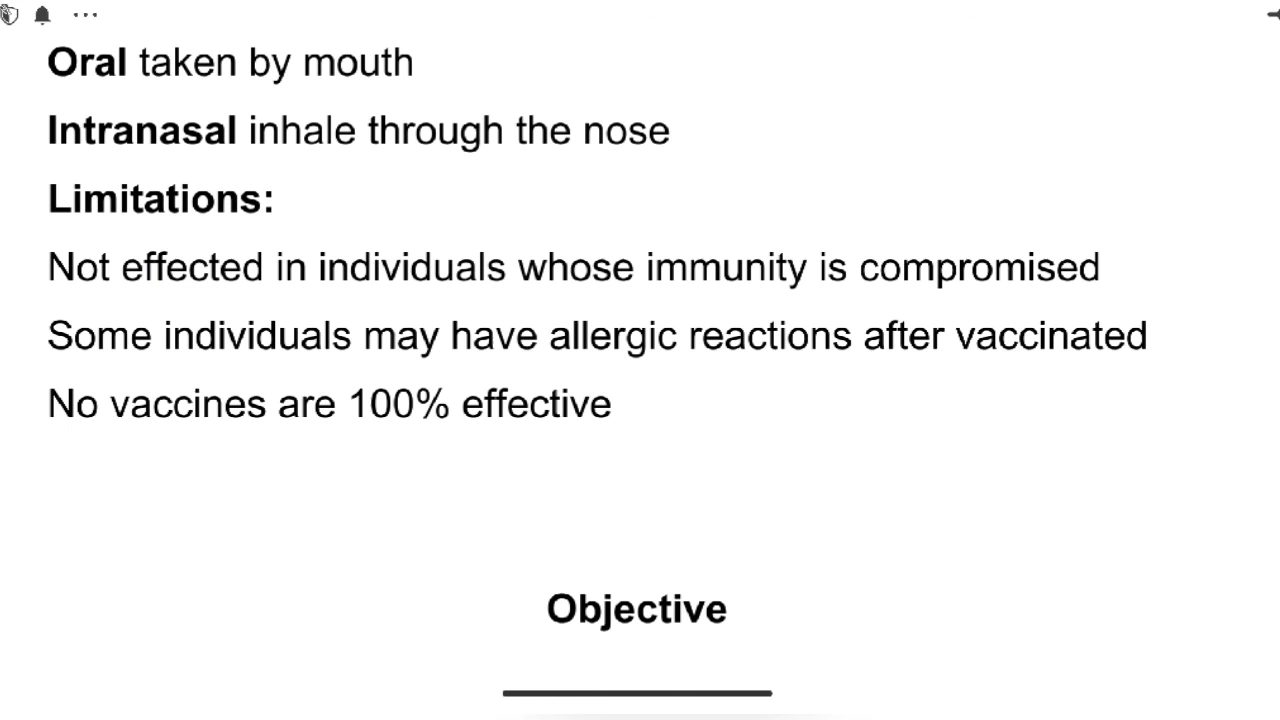 Oral taken by mouth
Intranasal inhale through the nose
Limitations:
Not effected in individuals whose immunity is compromised
Some individuals may have allergic reactions after vaccinated
No vaccines are 100% effective
Objective